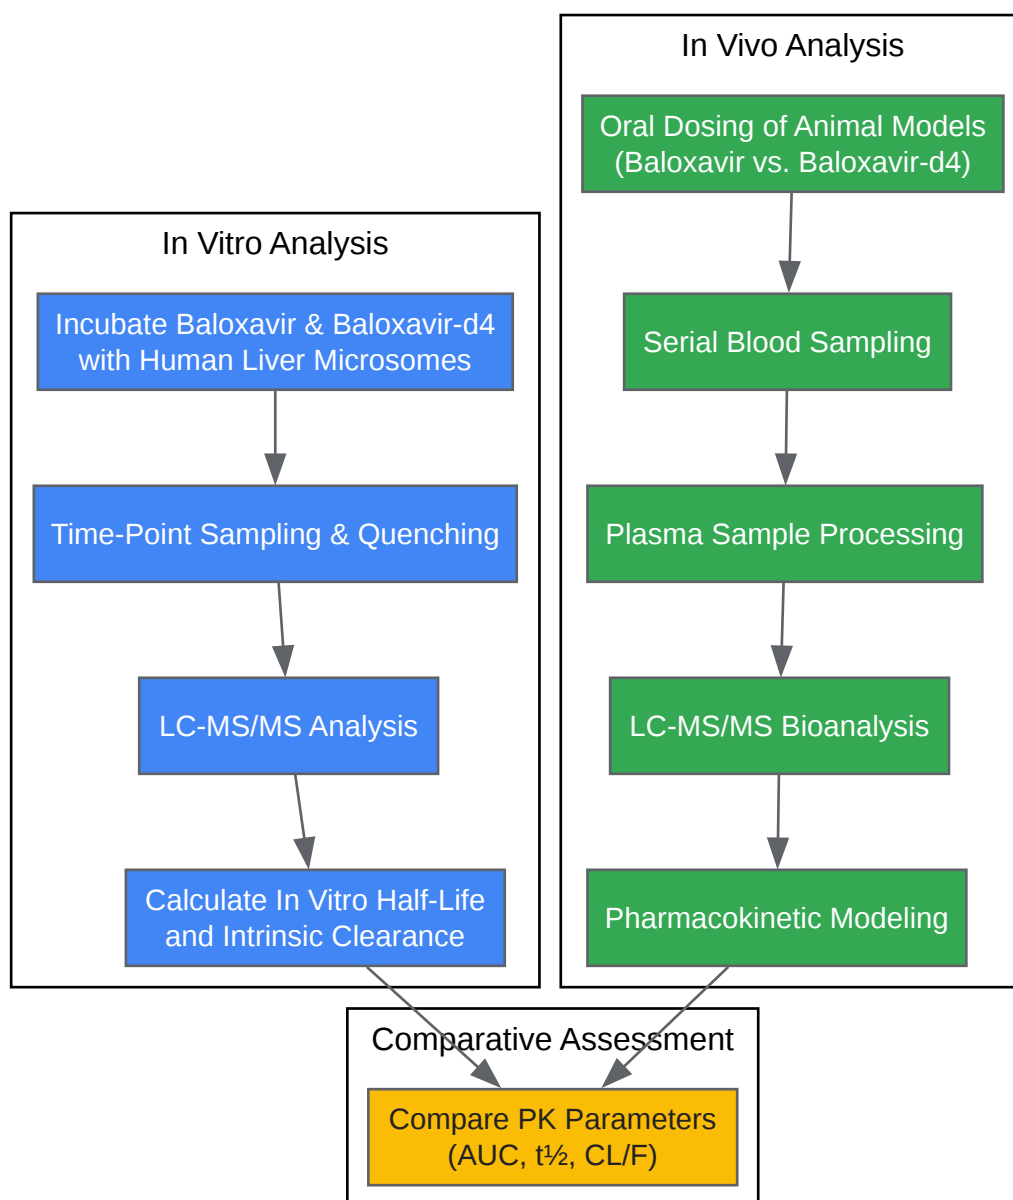 In Vitro Analysis
Incubate Baloxavir & Baloxavir-d4
with Human Liver Microsomes
Time-Point Sampling & Quenching
LC-MS/MS Analysis
Calculate In Vitro Half-Life
and Intrinsic Clearance
In Vivo Analysis
Oral Dosing of Animal Models
(Baloxavir vs. Baloxavir-d4)
Serial Blood Sampling
Plasma Sample Processing
LC-MS/MS Bioanalysis
Pharmacokinetic Modeling
Comparative Assessment
Compare PK Parameters
(AUC, t½, CL/F)